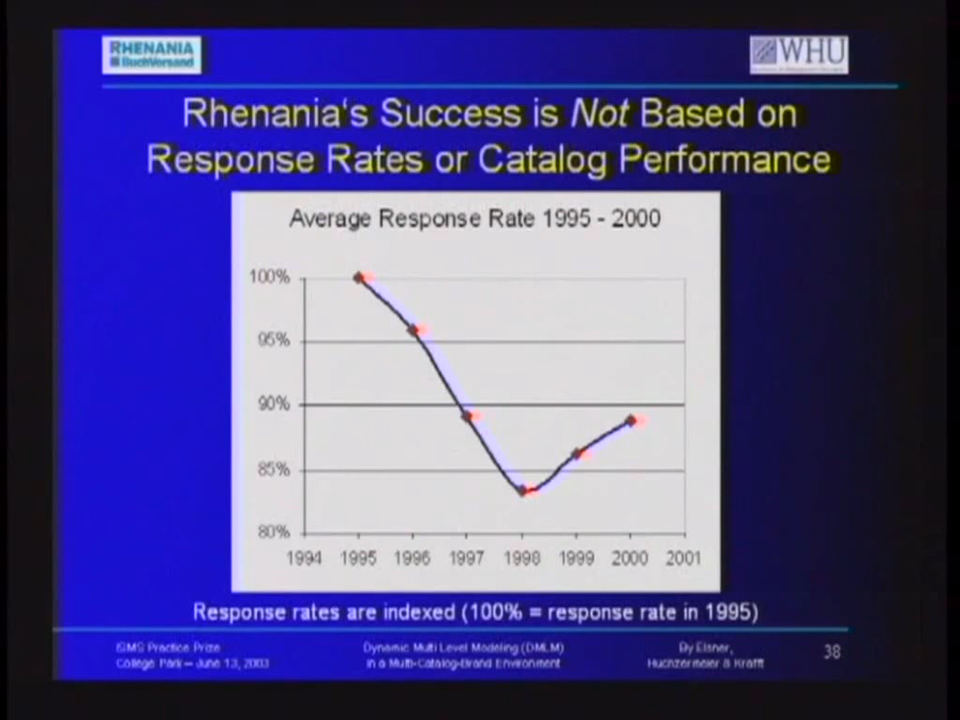 RHENANIA
BuchVersand
WHU
Rhenania's Success is Not Based on
Response Rates or Catalog Performance
Average Response Rate 1995 - 2000
100%
95%
90%
85%
80%
1994 1995 1996 1997 1998 1999 2000 2001
Response rates are indexed (100% = response rate in 1995)
ISMS Practice Prize
College Park – June 13, 2003
Dynamic Multi Level Modeling (DMLM)
in a Multi-Catalog-Brand Environment
By Elsner,
Huchzermeier & Krafft
38